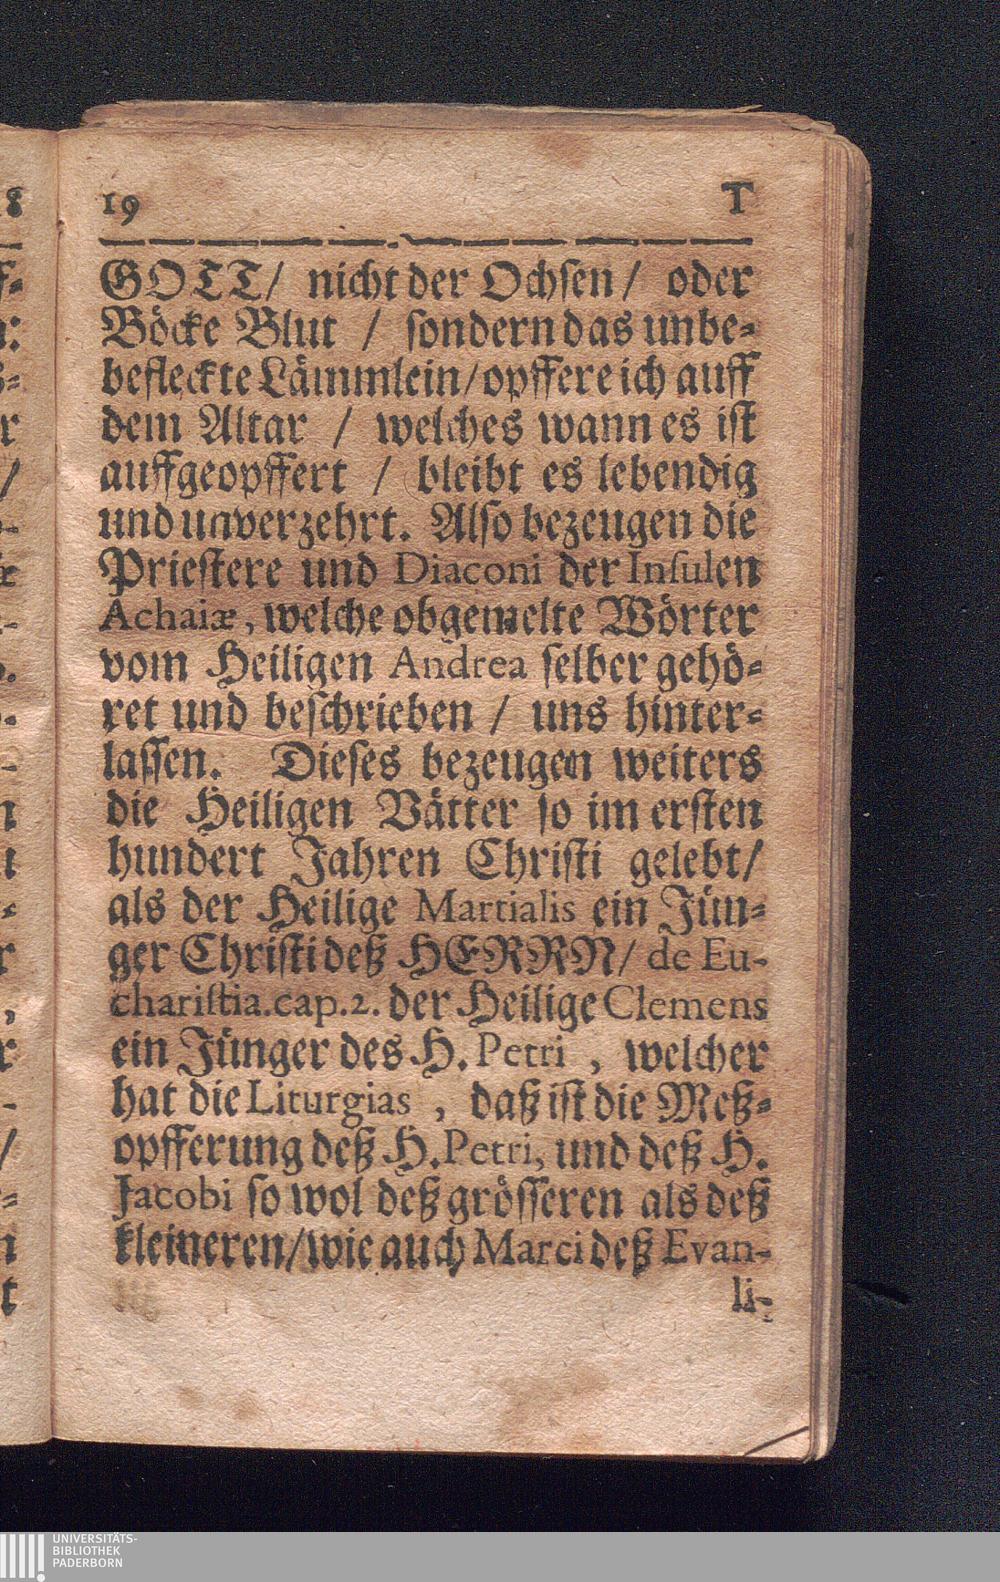 19 T
GOTT/ nicht der Ochsen/ oder
Böcke Blut / sondern das unbe-
befleckte Lämmlein/opffere ich auff
dem Altar / welches wann es ist
auffgeopffert / bleibt es lebendig
und unverzehrt. Also bezeugen die
Priestere und Diaconi der Insulen
Achaiæ, welche obgemelte Wörter
vom Heiligen Andrea selber gehö-
ret und beschrieben / uns hinter-
lassen. Dieses bezeugen weiters
die Heiligen Vätter so im ersten
hundert Jahren Christi gelebt/
als der Heilige Martialis ein Jün-
ger Christi deß HERRN/ de Eu-
charistia.cap.2. der Heilige Clemens
ein Jünger des H. Petri, welcher
hat die Liturgias, daß ist die Meß-
opfferung deß H. Petri, und deß H.
Jacobi so wol deß grösseren als deß
kleineren/wie auch Marci deß Evan-
li-
UNIVERSITÄTS-
BIBLIOTHEK
PADERBORN